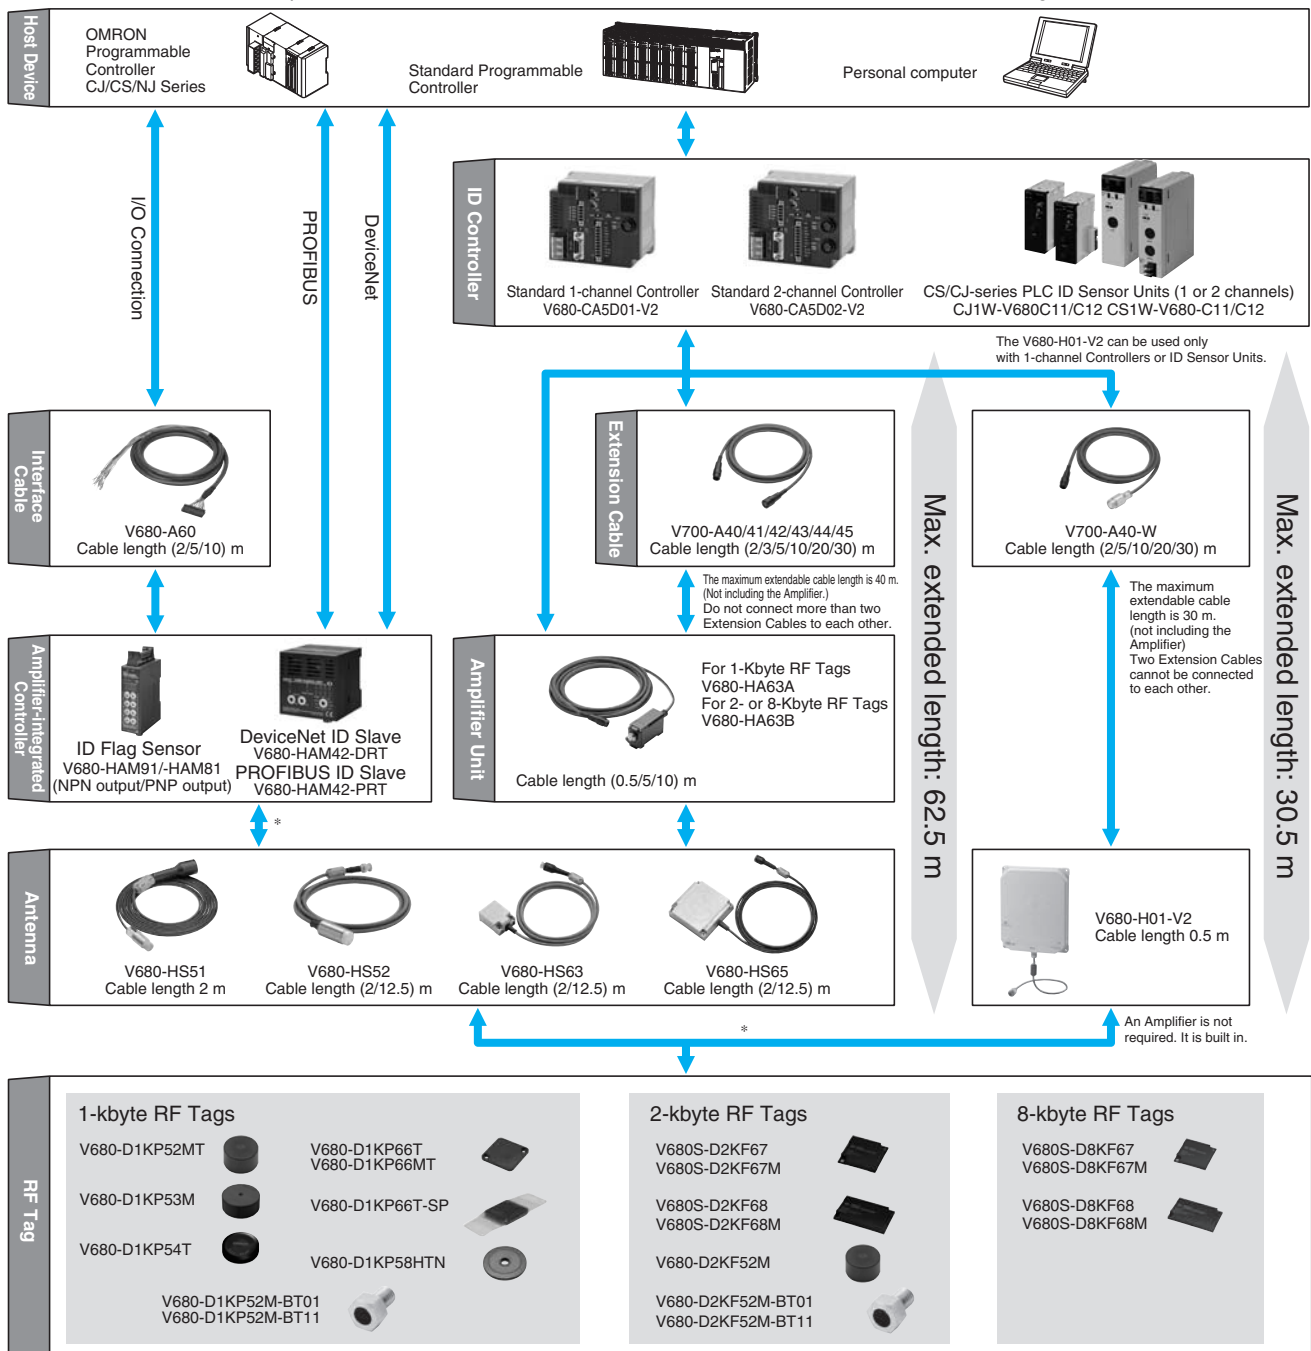 Host Device
OMRON
Programmable
Controller
CJ/CS/NJ Series
Standard Programmable
Controller
Personal computer
I/O Connection
PROFIBUS
DeviceNet
ID Controller
Standard 1-channel Controller
V680-CA5D01-V2
Standard 2-channel Controller
V680-CA5D02-V2
CS/CJ-series PLC ID Sensor Units (1 or 2 channels)
CJ1W-V680C11/C12 CS1W-V680-C11/C12
The V680-H01-V2 can be used only
with 1-channel Controllers or ID Sensor Units.
Interface
Cable
V680-A60
Cable length (2/5/10) m
Extension Cable
V700-A40/41/42/43/44/45
Cable length (2/3/5/10/20/30) m
V700-A40-W
Cable length (2/5/10/20/30) m
The maximum extendable cable length is 40 m.
(Not including the Amplifier.)
Do not connect more than two
Extension Cables to each other.
The maximum
extendable cable
length is 30 m.
(not including the
Amplifier)
Two Extension Cables
cannot be connected
to each other.
Max. extended length: 62.5 m
Max. extended length: 30.5 m
Amplifier-integrated
Controller
ID Flag Sensor
V680-HAM91/-HAM81
(NPN output/PNP output)
DeviceNet ID Slave
V680-HAM42-DRT
PROFIBUS ID Slave
V680-HAM42-PRT
Amplifier Unit
For 1-Kbyte RF Tags
V680-HA63A
For 2- or 8-Kbyte RF Tags
V680-HA63B
Cable length (0.5/5/10) m
*
Antenna
V680-HS51
Cable length 2 m
V680-HS52
Cable length (2/12.5) m
V680-HS63
Cable length (2/12.5) m
V680-HS65
Cable length (2/12.5) m
V680-H01-V2
Cable length 0.5 m
*
An Amplifier is not
required. It is built in.
RF Tag
1-kbyte RF Tags
V680-D1KP52MT
V680-D1KP53M
V680-D1KP54T
V680-D1KP66T
V680-D1KP66MT
V680-D1KP66T-SP
V680-D1KP58HTN
V680-D1KP52M-BT01
V680-D1KP52M-BT11
2-kbyte RF Tags
V680S-D2KF67
V680S-D2KF67M
V680S-D2KF68
V680S-D2KF68M
V680-D2KF52M
V680-D2KF52M-BT01
V680-D2KF52M-BT11
8-kbyte RF Tags
V680S-D8KF67
V680S-D8KF67M
V680S-D8KF68
V680S-D8KF68M